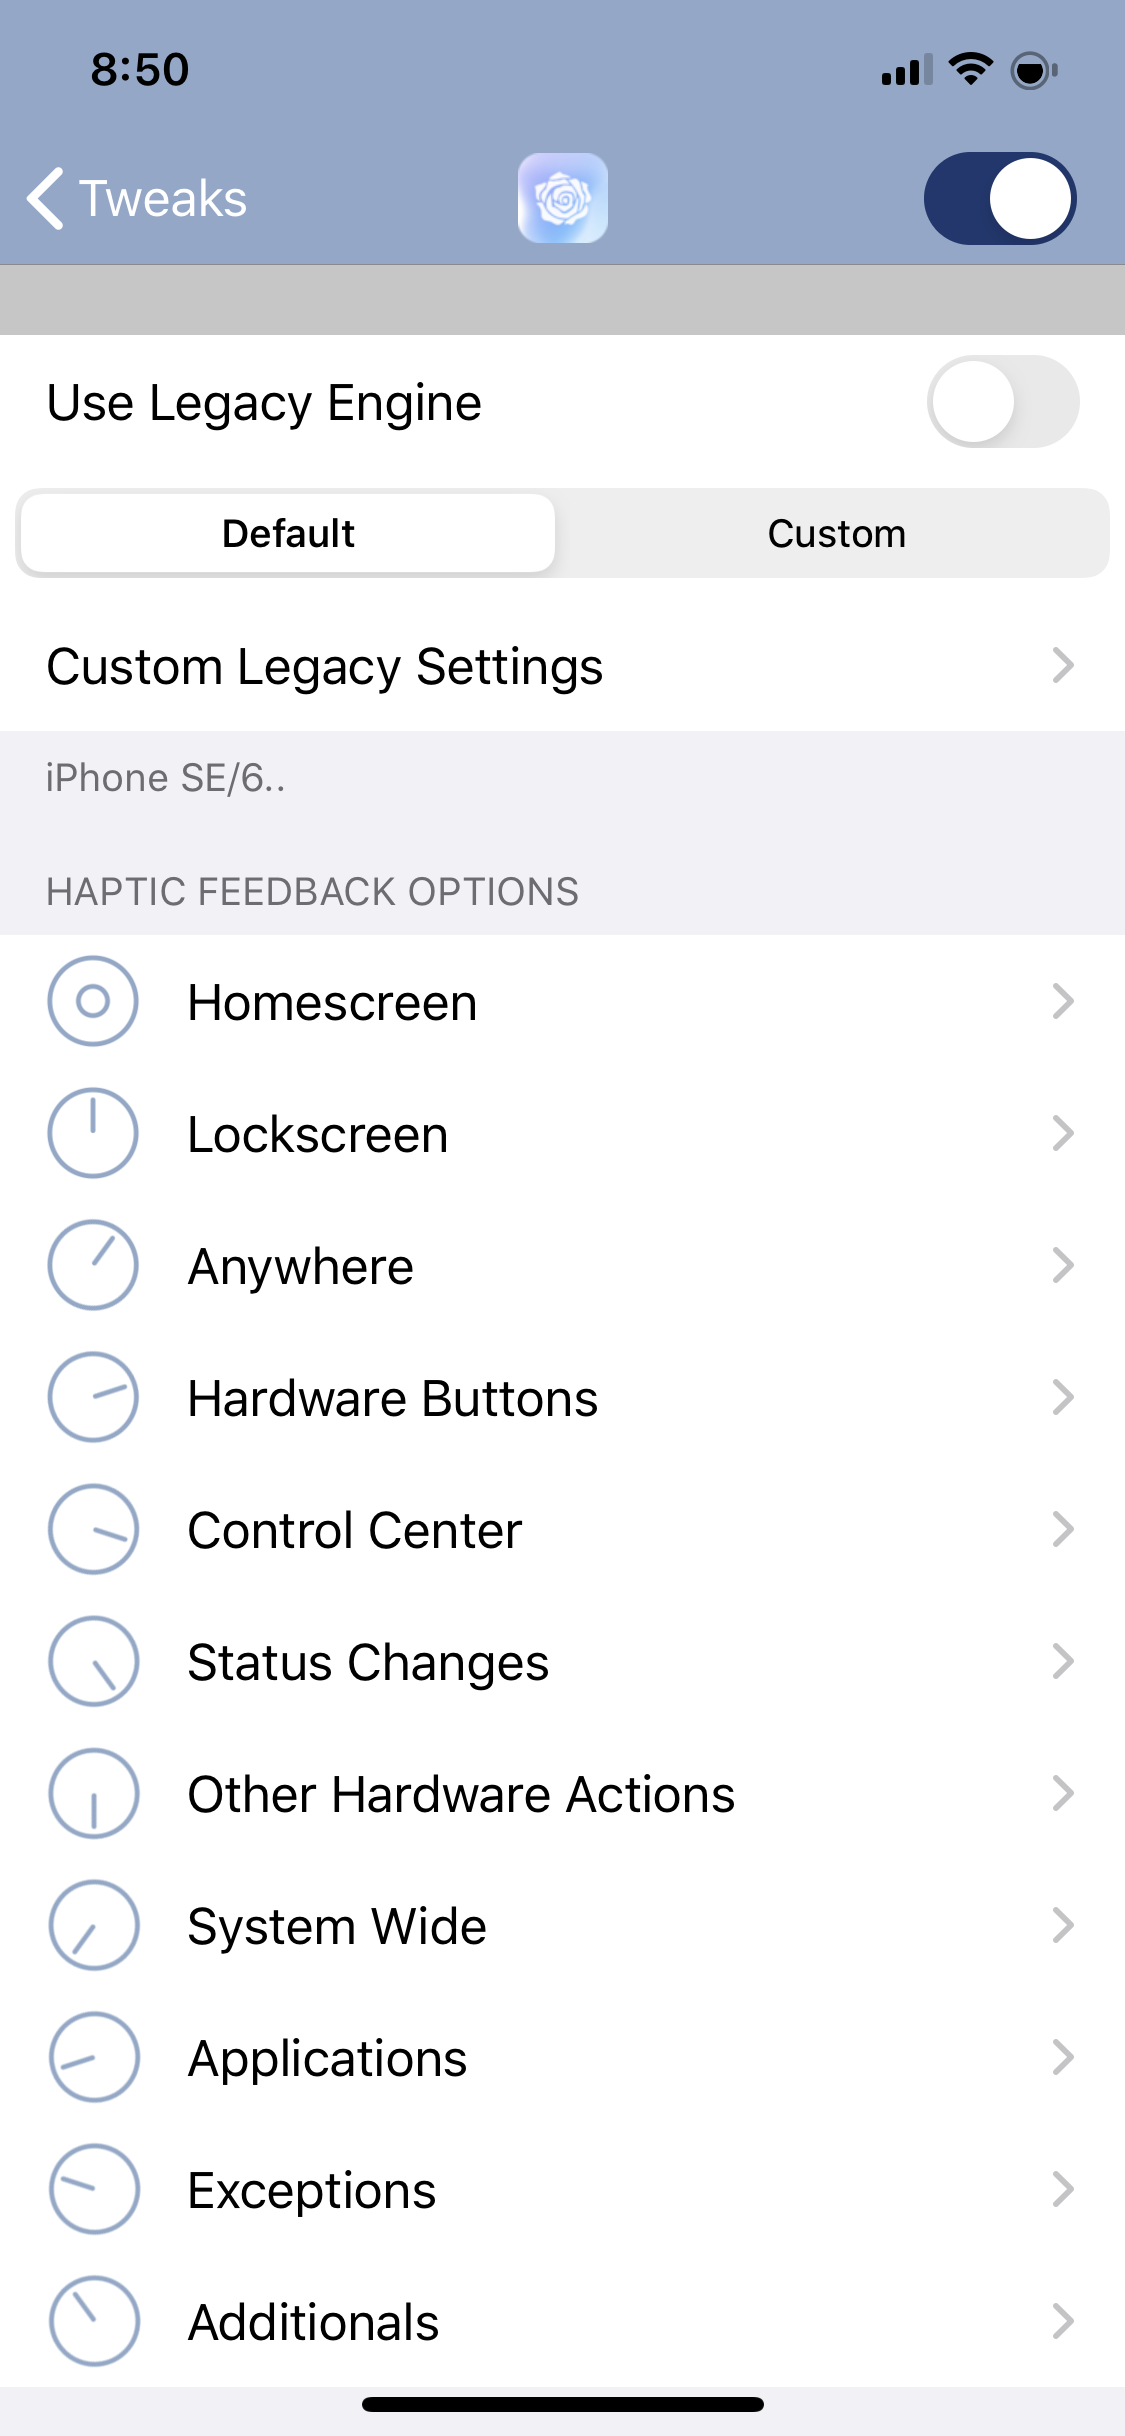 8:50
Tweaks
Use Legacy Engine
Default Custom
Custom Legacy Settings
iPhone SE/6..
HAPTIC FEEDBACK OPTIONS
Homescreen
Lockscreen
Anywhere
Hardware Buttons
Control Center
Status Changes
Other Hardware Actions
System Wide
Applications
Exceptions
Additionals